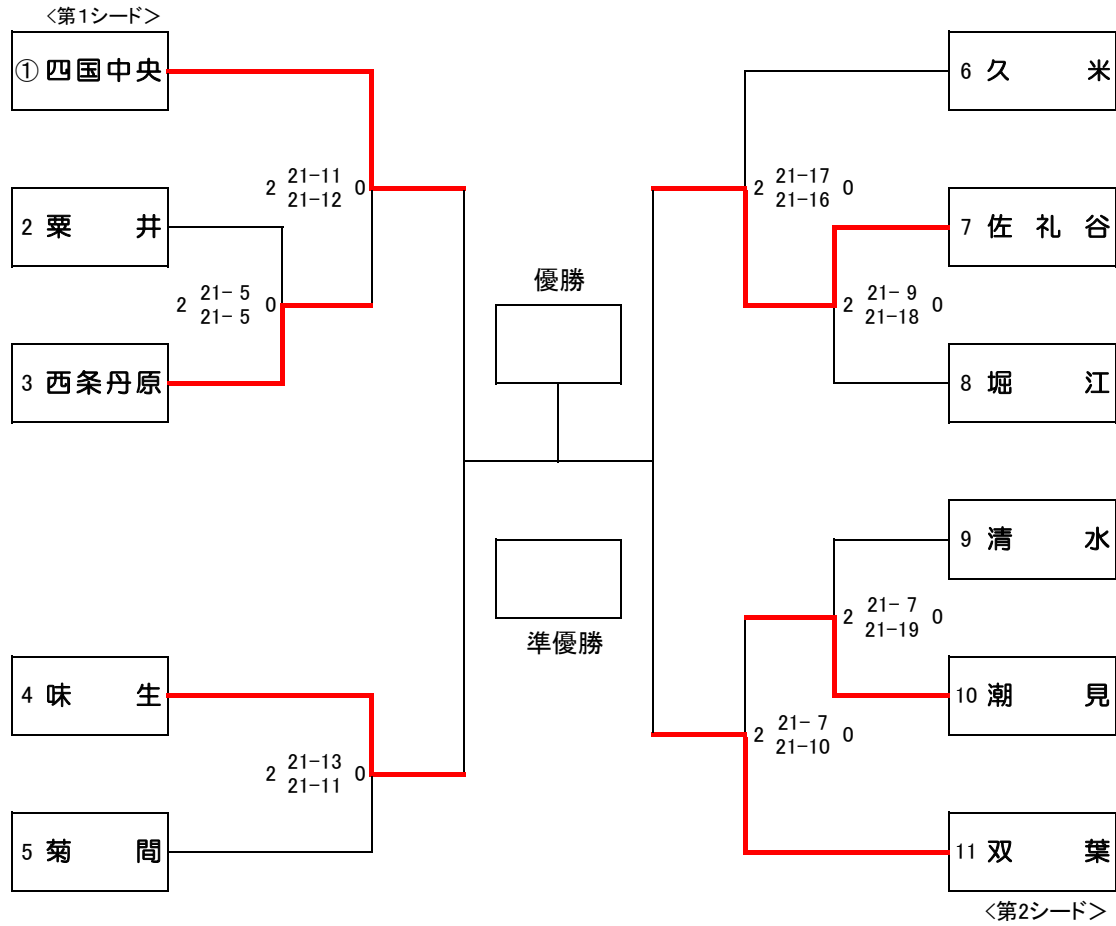 <第1シード>
① 四国中央
2 21-11 0
21-12
2 粟 井
2 21- 5 0
21- 5
3 西条丹原
4 味 生
2 21-13 0
21-11
5 菊 間
優勝
準優勝
6 久 米
2 21-17 0
21-16
7 佐 礼 谷
2 21- 9 0
21-18
8 堀 江
9 清 水
2 21- 7 0
21-19
10 潮 見
2 21- 7 0
21-10
11 双 葉
<第2シード>